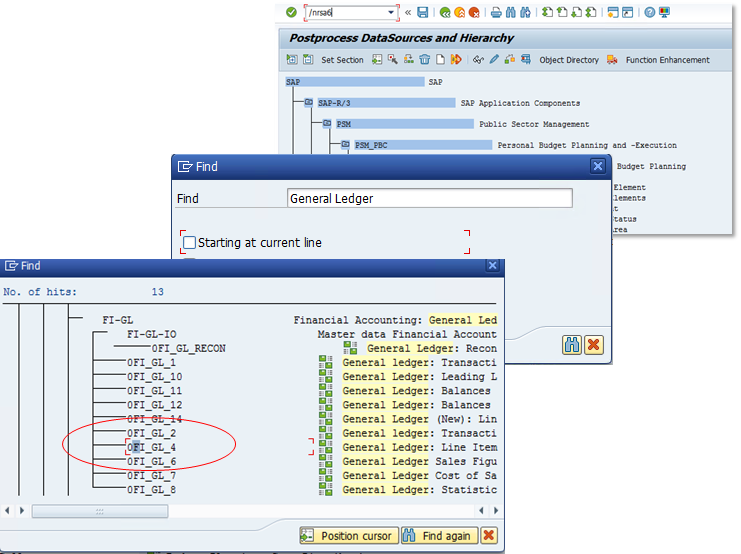 /nrsa6
Postprocess DataSources and Hierarchy
Set Section Object Directory Function Enhancement
SAP SAP
SAP-R/3 SAP Application Components
PSM Public Sector Management
PSM_PBC Personal Budget Planning and -Execution
Budget Planning
Element
lements
t
tatus
Area
Find
Find General Ledger
Starting at current line
Find
No. of hits: 13
FI-GL Financial Accounting: General Led
FI-GL-IO Master data Financial Account
0FI_GL_RECON General Ledger: Recon
0FI_GL_1 General ledger: Transacti
0FI_GL_10 General Ledger: Leading L
0FI_GL_11 General Ledger: Balances
0FI_GL_12 General Ledger: Balances
0FI_GL_14 General Ledger (New): Lin
0FI_GL_2 General ledger: Transacti
0FI_GL_4 General Ledger: Line Item
0FI_GL_6 General Ledger Sales Figu
0FI_GL_7 General Ledger Cost of Sa
0FI_GL_8 General Ledger: Statistic
Position cursor Find again